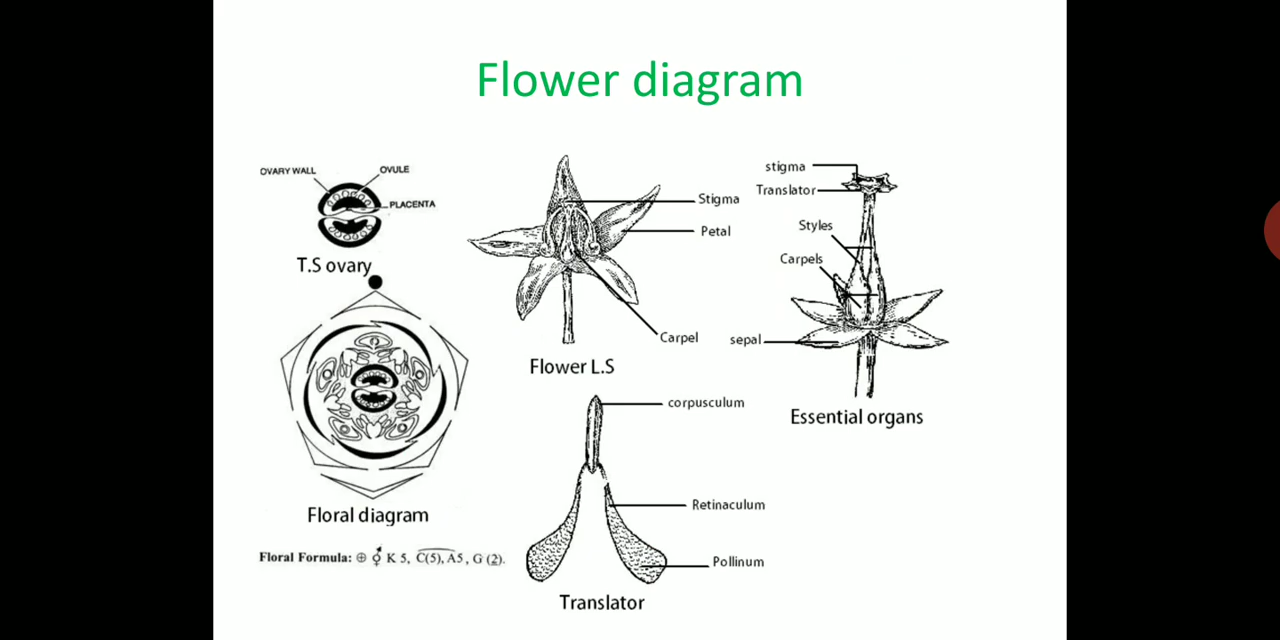 Flower diagram
OVARY WALL
OVULE
PLACENTA
T.S ovary
Stigma
Petal
Carpel
Flower L.S
stigma
Translator
Styles
Carpels
sepal
Essential organs
Floral diagram
Floral Formula: ⊕ ⚥ K 5, C(5), A5, G (2).
corpusculum
Retinaculum
Pollinum
Translator